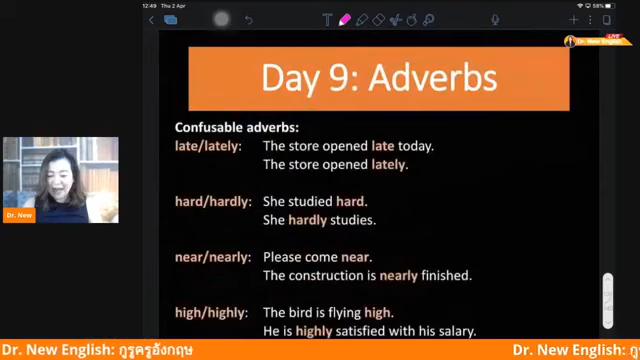 12:49 Thu 2 Apr
58%
LIVE
Dr. New English
Day 9: Adverbs
Confusable adverbs:
late/lately: The store opened late today.
The store opened lately.
hard/hardly: She studied hard.
She hardly studies.
near/nearly: Please come near.
The construction is nearly finished.
high/highly: The bird is flying high.
He is highly satisfied with his salary.
Dr. New
Dr. New English: กูรูครูอังกฤษ
Dr. New English: กู